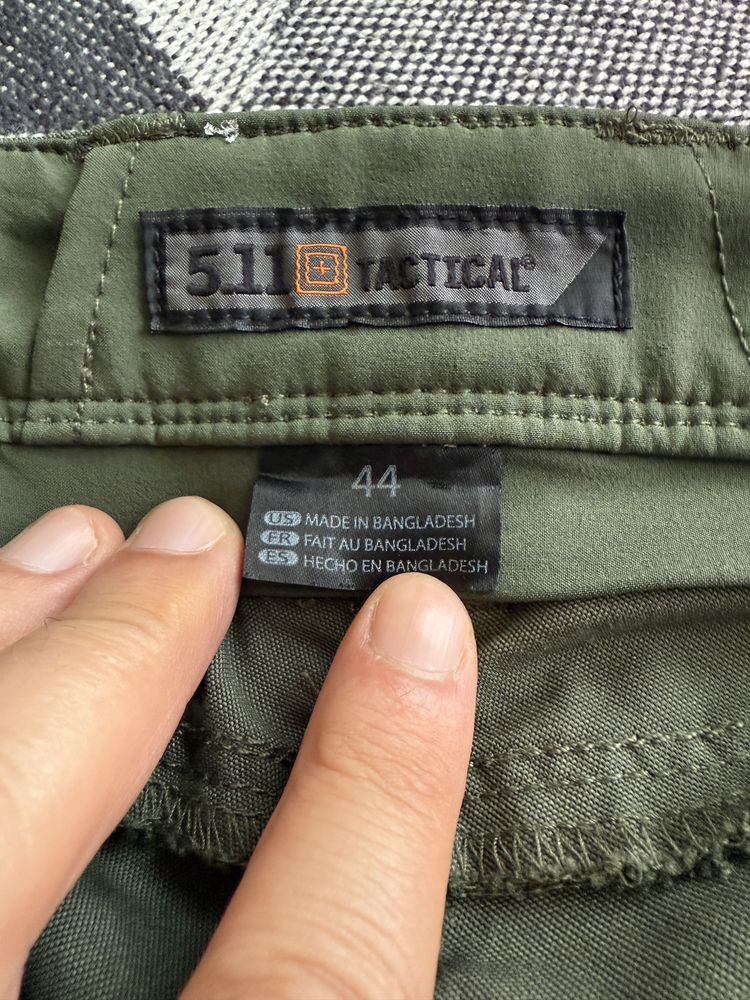 5.11 TACTICAL®
44
US MADE IN BANGLADESH
FR FAIT AU BANGLADESH
ES HECHO EN BANGLADESH